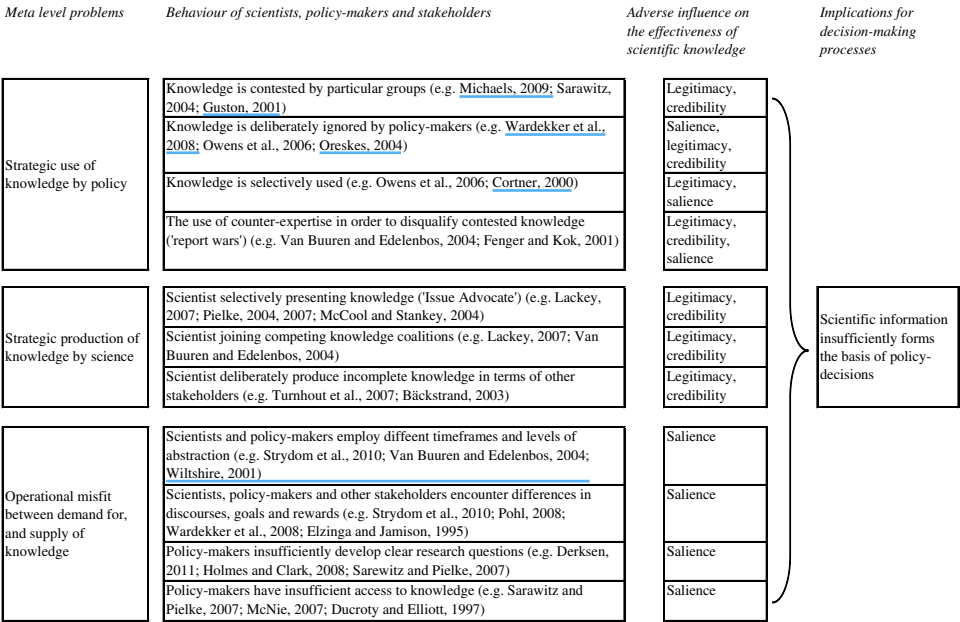 Meta level problems
Behaviour of scientists, policy-makers and stakeholders
Adverse influence on
the effectiveness of
scientific knowledge
Implications for
decision-making
processes
Strategic use of
knowledge by policy
Knowledge is contested by particular groups (e.g. Michaels, 2009; Sarawitz,
2004; Guston, 2001)
Legitimacy,
credibility
Knowledge is deliberately ignored by policy-makers (e.g. Wardekker et al.,
2008; Owens et al., 2006; Oreskes, 2004)
Salience,
legitimacy,
credibility
Knowledge is selectively used (e.g. Owens et al., 2006; Cortner, 2000)
Legitimacy,
salience
The use of counter-expertise in order to disqualify contested knowledge
('report wars') (e.g. Van Buuren and Edelenbos, 2004; Fenger and Kok, 2001)
Legitimacy,
credibility,
salience
Strategic production of
knowledge by science
Scientist selectively presenting knowledge ('Issue Advocate') (e.g. Lackey,
2007; Pielke, 2004, 2007; McCool and Stankey, 2004)
Legitimacy,
credibility
Scientist joining competing knowledge coalitions (e.g. Lackey, 2007; Van
Buuren and Edelenbos, 2004)
Legitimacy,
credibility
Scientist deliberately produce incomplete knowledge in terms of other
stakeholders (e.g. Turnhout et al., 2007; Bäckstrand, 2003)
Legitimacy,
credibility
Operational misfit
between demand for,
and supply of
knowledge
Scientists and policy-makers employ diffeent timeframes and levels of
abstraction (e.g. Strydom et al., 2010; Van Buuren and Edelenbos, 2004;
Wiltshire, 2001)
Salience
Scientists, policy-makers and other stakeholders encounter differences in
discourses, goals and rewards (e.g. Strydom et al., 2010; Pohl, 2008;
Wardekker et al., 2008; Elzinga and Jamison, 1995)
Salience
Policy-makers insufficiently develop clear research questions (e.g. Derksen,
2011; Holmes and Clark, 2008; Sarewitz and Pielke, 2007)
Salience
Policy-makers have insufficient access to knowledge (e.g. Sarawitz and
Pielke, 2007; McNie, 2007; Ducroty and Elliott, 1997)
Salience
Scientific information
insufficiently forms
the basis of policy-
decisions